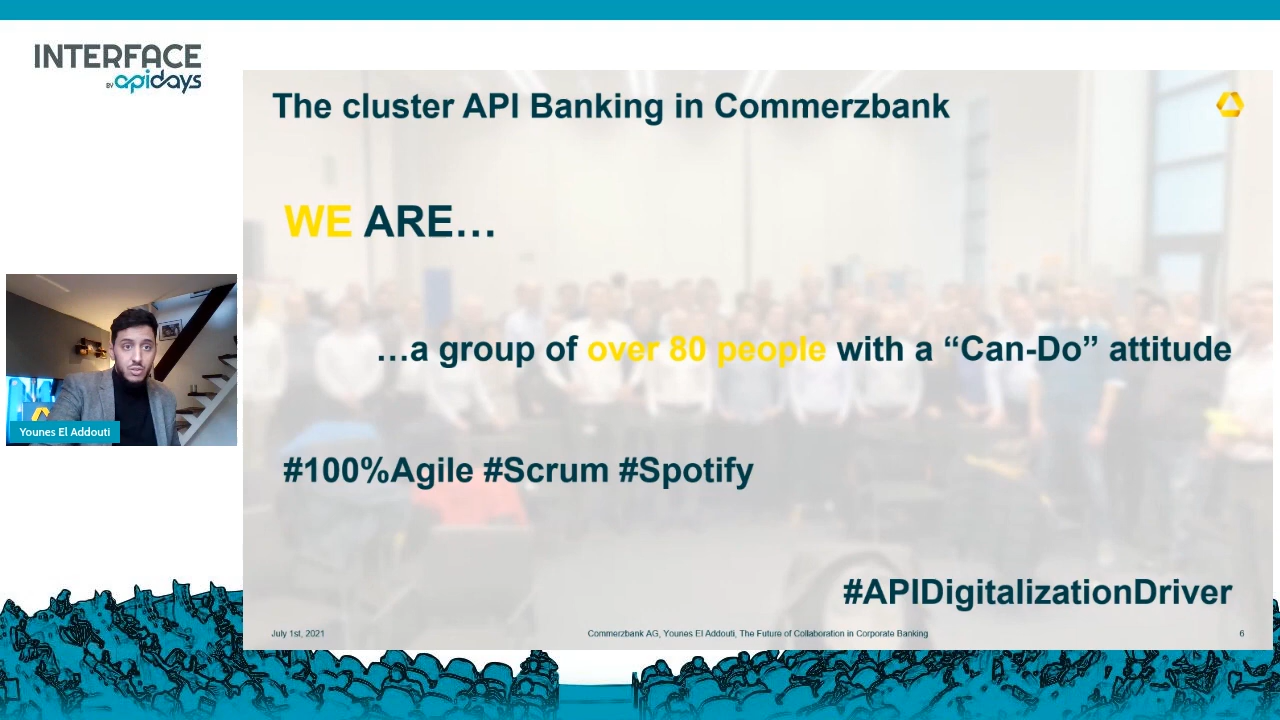 INTERFACE
BY apidays
The cluster API Banking in Commerzbank
WE ARE…
…a group of over 80 people with a “Can-Do” attitude
#100%Agile #Scrum #Spotify
#APIDigitalizationDriver
Younes El Addouti
July 1st, 2021
Commerzbank AG, Younes El Addouti, The Future of Collaboration in Corporate Banking
6